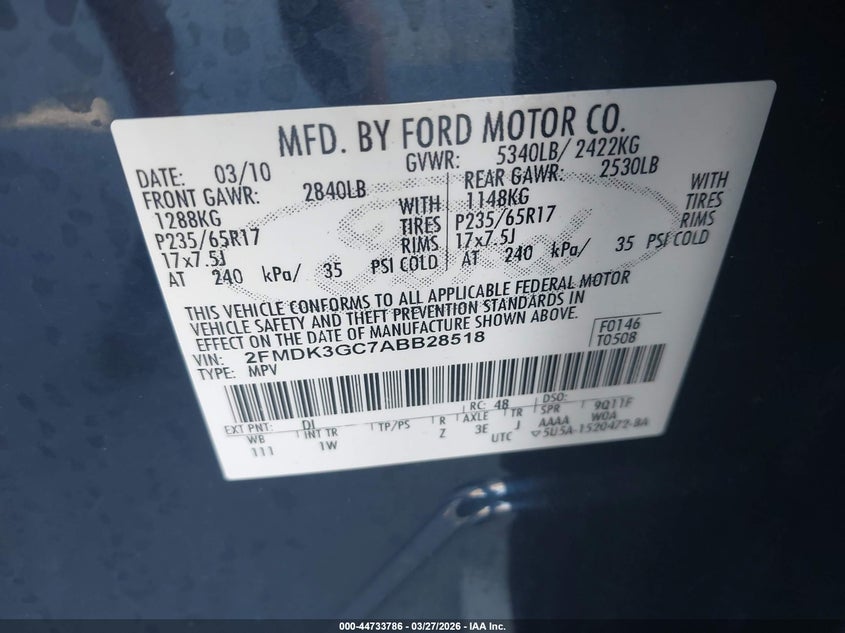 MFD. BY FORD MOTOR CO.
DATE: 03/10 GVWR: 5340LB/ 2422KG
FRONT GAWR: 2840LB REAR GAWR: 2530LB
1288KG WITH 1148KG WITH
P235/65R17 TIRES P235/65R17 TIRES
17x7.5J RIMS 17x7.5J RIMS
AT 240 kPa/ 35 PSI COLD AT 240 kPa/ 35 PSI COLD
THIS VEHICLE CONFORMS TO ALL APPLICABLE FEDERAL MOTOR
VEHICLE SAFETY AND THEFT PREVENTION STANDARDS IN
EFFECT ON THE DATE OF MANUFACTURE SHOWN ABOVE.
VIN: 2FMDK3GC7ABB28518 F0146
TYPE: MPV T0508
EXT PNT: DJ RC: 48 DSO:
WB INT TR TP/PS R AXLE TR SPR 9Q11F
111 1W Z 3E J AAAA W0A
UTC ▽5U5A-1520472-BA
000-44733786 - 03/27/2026 - IAA Inc.